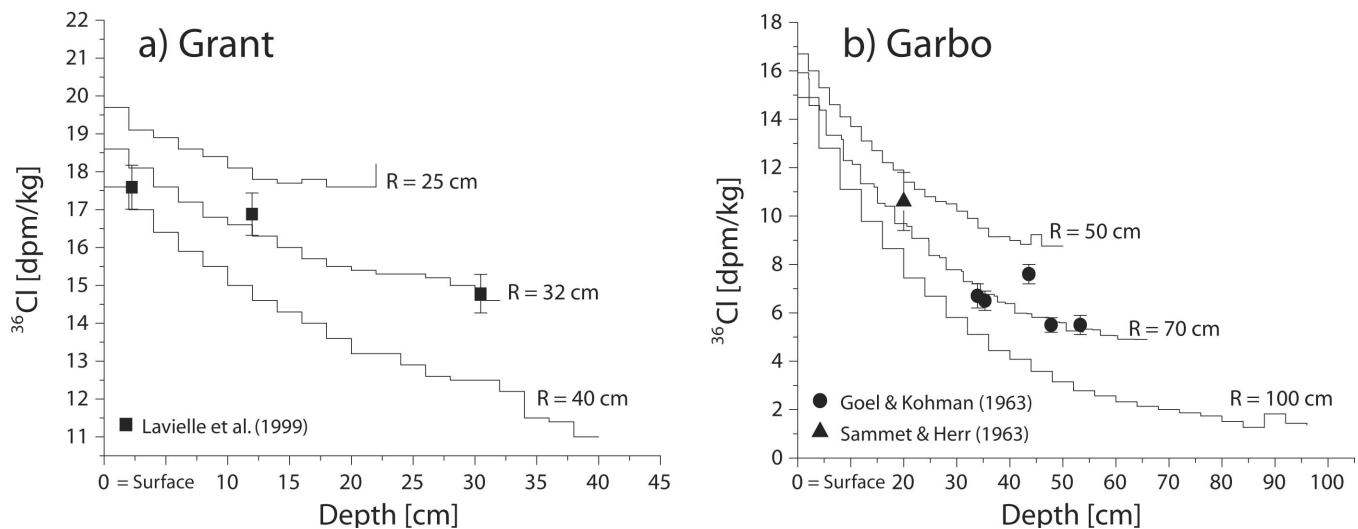 a) Grant
22
21
20
19
18
17
16
15
14
13
12
11
³⁶Cl [dpm/kg]
R = 25 cm
R = 32 cm
R = 40 cm
Lavielle et al. (1999)
0 = Surface 5 10 15 20 25 30 35 40 45
Depth [cm]
b) Garbo
18
16
14
12
10
8
6
4
2
0
³⁶Cl [dpm/kg]
R = 50 cm
R = 70 cm
R = 100 cm
Goel & Kohman (1963)
Sammet & Herr (1963)
0 = Surface 10 20 30 40 50 60 70 80 90 100
Depth [cm]